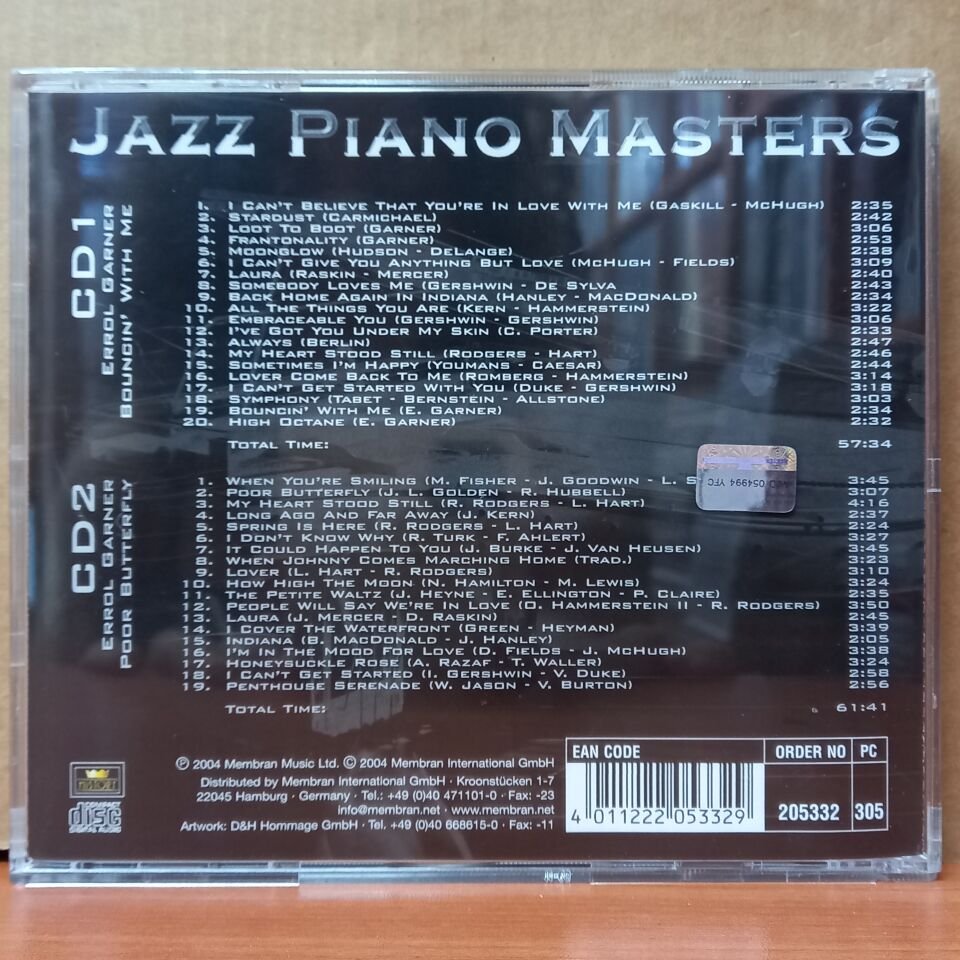 JAZZ PIANO MASTERS
CD1
ERROL GARNER
BOUNCIN' WITH ME
1. I CAN'T BELIEVE THAT YOU'RE IN LOVE WITH ME (GASKILL - MCHUGH) 2:35
2. STARDUST (CARMICHAEL) 2:42
3. LOOT TO BOOT (GARNER) 3:06
4. FRANTONALITY (GARNER) 2:53
5. MOONGLOW (HUDSON - DELANGE) 2:38
6. I CAN'T GIVE YOU ANYTHING BUT LOVE (MCHUGH - FIELDS) 3:09
7. LAURA (RASKIN - MERCER) 2:40
8. SOMEBODY LOVES ME (GERSHWIN - DE SYLVA 2:43
9. BACK HOME AGAIN IN INDIANA (HANLEY - MACDONALD) 2:34
10. ALL THE THINGS YOU ARE (KERN - HAMMERSTEIN) 3:22
11. EMBRACEABLE YOU (GERSHWIN - GERSHWIN) 3:06
12. I'VE GOT YOU UNDER MY SKIN (C. PORTER) 2:33
13. ALWAYS (BERLIN) 2:47
14. MY HEART STOOD STILL (RODGERS - HART) 2:46
15. SOMETIMES I'M HAPPY (YOUMANS - CAESAR) 2:44
16. LOVER COME BACK TO ME (ROMBERG - HAMMERSTEIN) 3:14
17. I CAN'T GET STARTED WITH YOU (DUKE - GERSHWIN) 3:18
18. SYMPHONY (TABET - BERNSTEIN - ALLSTONE) 3:03
19. BOUNCIN' WITH ME (E. GARNER) 2:34
20. HIGH OCTANE (E. GARNER) 2:32
TOTAL TIME: 57:34
CD2
ERROL GARNER
POOR BUTTERFLY
1. WHEN YOU'RE SMILING (M. FISHER - J. GOODWIN - L. S 3:45
2. POOR BUTTERFLY (J. L. GOLDEN - R. HUBBELL) 3:07
3. MY HEART STOOD STILL (R. RODGERS - L. HART) 4:16
4. LONG AGO AND FAR AWAY (J. KERN) 2:37
5. SPRING IS HERE (R. RODGERS - L. HART) 2:24
6. I DON'T KNOW WHY (R. TURK - F. AHLERT) 3:27
7. IT COULD HAPPEN TO YOU (J. BURKE - J. VAN HEUSEN) 3:45
8. WHEN JOHNNY COMES MARCHING HOME (TRAD.) 3:23
9. LOVER (L. HART - R. RODGERS) 3:10
10. HOW HIGH THE MOON (N. HAMILTON - M. LEWIS) 3:24
11. THE PETITE WALTZ (J. HEYNE - E. ELLINGTON - P. CLAIRE) 2:35
12. PEOPLE WILL SAY WE'RE IN LOVE (O. HAMMERSTEIN II - R. RODGERS) 3:50
13. LAURA (J. MERCER - D. RASKIN) 2:45
14. I COVER THE WATERFRONT (GREEN - HEYMAN) 3:39
15. INDIANA (B. MACDONALD - J. HANLEY) 2:05
16. I'M IN THE MOOD FOR LOVE (D. FIELDS - J. MCHUGH) 3:38
17. HONEYSUCKLE ROSE (A. RAZAF - T. WALLER) 3:24
18. I CAN'T GET STARTED (I. GERSHWIN - V. DUKE) 2:58
19. PENTHOUSE SERENADE (W. JASON - V. BURTON) 2:56
TOTAL TIME: 61:41
℗ 2004 Membran Music Ltd. © 2004 Membran International GmbH
Distributed by Membran International GmbH · Kroonstücken 1-7
22045 Hamburg · Germany · Tel.: +49 (0)40 471101-0 · Fax: -23
info@membran.net · www.membran.net
Artwork: D&H Hommage GmbH · Tel. +49 (0)40 668615-0 · Fax: -11
COMPACT
disc
DIGITAL AUDIO
EAN CODE
4 011222 053329
ORDER NO
205332
PC
305
054994 YFC